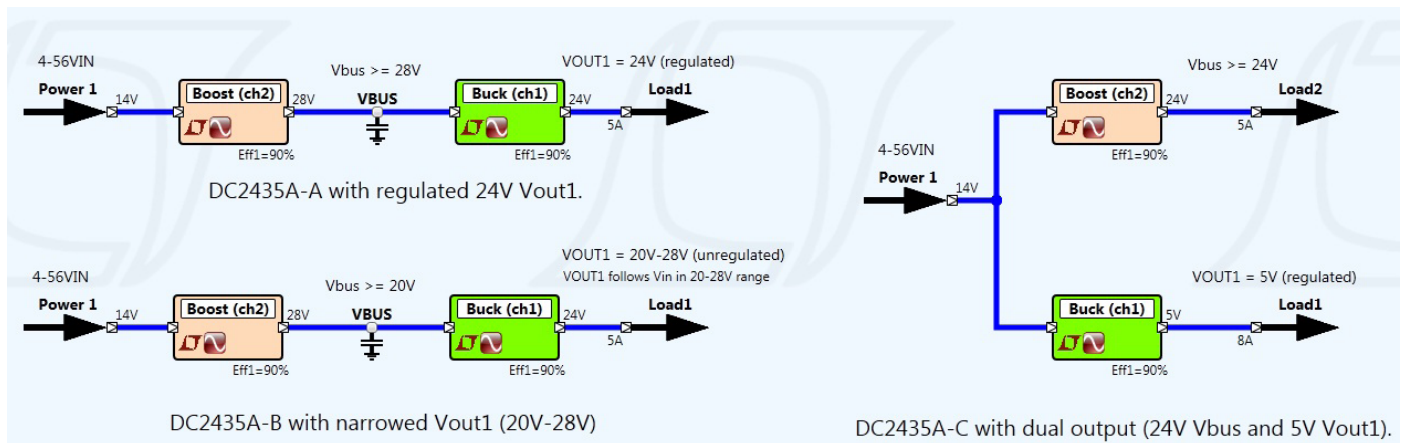 4-56VIN
Power 1
14V
Boost (ch2)
Eff1=90%
28V
Vbus >= 28V
VBUS
Buck (ch1)
Eff1=90%
24V
VOUT1 = 24V (regulated)
5A
Load1
DC2435A-A with regulated 24V Vout1.
4-56VIN
Power 1
14V
Boost (ch2)
Eff1=90%
28V
Vbus >= 20V
VBUS
Buck (ch1)
Eff1=90%
24V
VOUT1 = 20V-28V (unregulated)
VOUT1 follows Vin in 20-28V range
5A
Load1
DC2435A-B with narrowed Vout1 (20V-28V)
4-56VIN
Power 1
14V
Boost (ch2)
Eff1=90%
24V
Vbus >= 24V
5A
Load2
Buck (ch1)
Eff1=90%
5V
VOUT1 = 5V (regulated)
8A
Load1
DC2435A-C with dual output (24V Vbus and 5V Vout1).